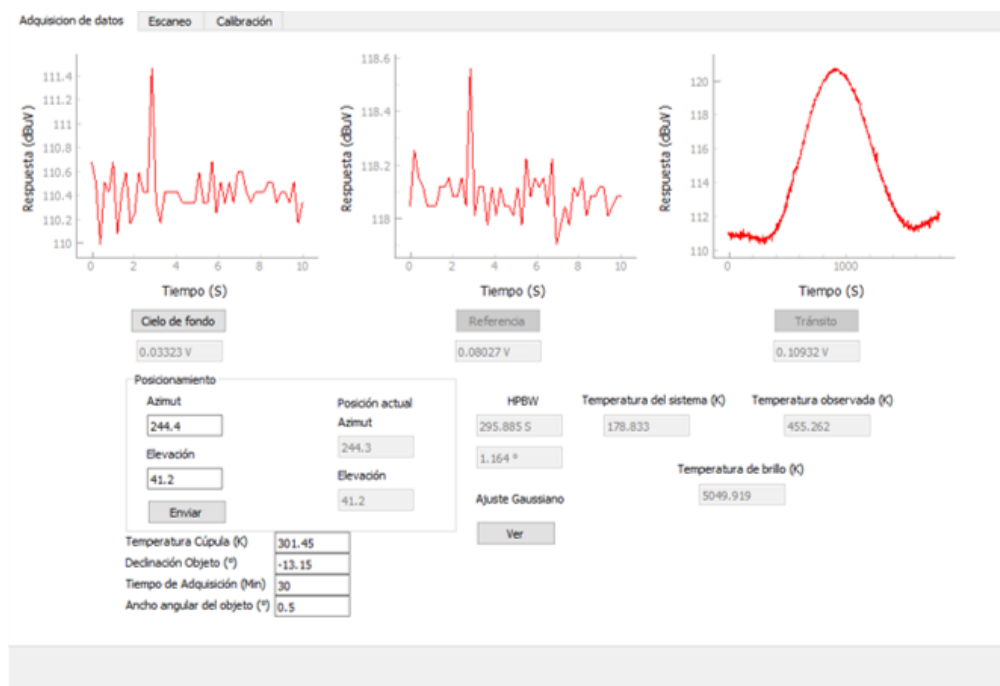 Adquisicion de datos Escaneo Calibración
Respuesta (dBuV)
111.4
111.2
111
110.8
110.6
110.4
110.2
110
0 2 4 6 8 10
Tiempo (S)
Respuesta (dBuV)
118.6
118.4
118.2
118
0 2 4 6 8 10
Tiempo (S)
Respuesta (dBuV)
120
118
116
114
112
110
0 1000
Tiempo (S)
Cielo de fondo Referencia Tránsito
0.03323 V 0.08027 V 0.10932 V
Posicionamiento
Azimut
244.4
Elevación
41.2
Enviar
Posición actual
Azimut
244.3
Elevación
41.2
HPBW
295.885 S
1.164 °
Ajuste Gaussiano
Ver
Temperatura del sistema (K)
178.833
Temperatura observada (K)
455.262
Temperatura de brillo (K)
5049.919
Temperatura Cúpula (K) 301.45
Declinación Objeto (°) -13.15
Tiempo de Adquisición (Min) 30
Ancho angular del objeto (°) 0.5